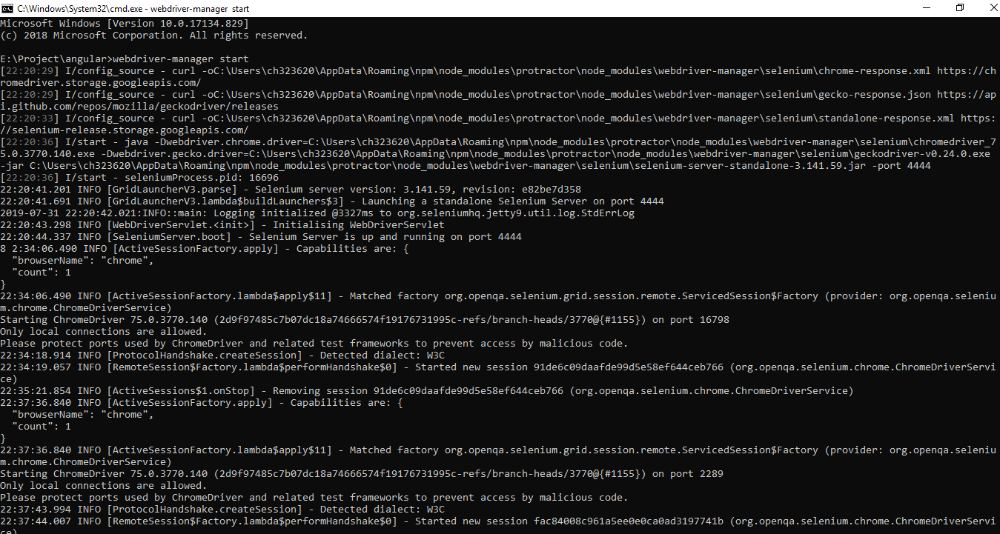 C:\Windows\System32\cmd.exe - webdriver-manager start
Microsoft Windows [Version 10.0.17134.829]
(c) 2018 Microsoft Corporation. All rights reserved.
E:\Project\angular>webdriver-manager start
[22:20:29] I/config_source - curl -oC:\Users\ch323620\AppData\Roaming\npm\node_modules\protractor\node_modules\webdriver-manager\selenium\chrome-response.xml https://ch
romedriver.storage.googleapis.com/
[22:20:29] I/config_source - curl -oC:\Users\ch323620\AppData\Roaming\npm\node_modules\protractor\node_modules\webdriver-manager\selenium\gecko-response.json https://ap
i.github.com/repos/mozilla/geckodriver/releases
[22:20:33] I/config_source - curl -oC:\Users\ch323620\AppData\Roaming\npm\node_modules\protractor\node_modules\webdriver-manager\selenium\standalone-response.xml https:
//selenium-release.storage.googleapis.com/
[22:20:36] I/start - java -Dwebdriver.chrome.driver=C:\Users\ch323620\AppData\Roaming\npm\node_modules\protractor\node_modules\webdriver-manager\selenium\chromedriver_7
5.0.3770.140.exe -Dwebdriver.gecko.driver=C:\Users\ch323620\AppData\Roaming\npm\node_modules\protractor\node_modules\webdriver-manager\selenium\geckodriver-v0.24.0.exe
-jar C:\Users\ch323620\AppData\Roaming\npm\node_modules\protractor\node_modules\webdriver-manager\selenium\selenium-server-standalone-3.141.59.jar -port 4444
[22:20:36] I/start - seleniumProcess.pid: 16696
22:20:41.201 INFO [GridLauncherV3.parse] - Selenium server version: 3.141.59, revision: e82be7d358
22:20:41.691 INFO [GridLauncherV3.lambda$buildLaunchers$3] - Launching a standalone Selenium Server on port 4444
2019-07-31 22:20:42.021:INFO::main: Logging initialized @3327ms to org.seleniumhq.jetty9.util.log.StdErrLog
22:20:43.298 INFO [WebDriverServlet.<init>] - Initialising WebDriverServlet
22:20:44.337 INFO [SeleniumServer.boot] - Selenium Server is up and running on port 4444
8 2:34:06.490 INFO [ActiveSessionFactory.apply] - Capabilities are: {
"browserName": "chrome",
"count": 1
}
22:34:06.490 INFO [ActiveSessionFactory.lambda$apply$11] - Matched factory org.openqa.selenium.grid.session.remote.ServicedSession$Factory (provider: org.openqa.seleniu
m.chrome.ChromeDriverService)
Starting ChromeDriver 75.0.3770.140 (2d9f97485c7b07dc18a74666574f19176731995c-refs/branch-heads/3770@{#1155}) on port 16798
Only local connections are allowed.
Please protect ports used by ChromeDriver and related test frameworks to prevent access by malicious code.
22:34:18.914 INFO [ProtocolHandshake.createSession] - Detected dialect: W3C
22:34:19.057 INFO [RemoteSession$Factory.lambda$performHandshake$0] - Started new session 91de6c09daafde99d5e58ef644ceb766 (org.openqa.selenium.chrome.ChromeDriverServi
ce)
22:35:21.854 INFO [ActiveSessions$1.onStop] - Removing session 91de6c09daafde99d5e58ef644ceb766 (org.openqa.selenium.chrome.ChromeDriverService)
22:37:36.840 INFO [ActiveSessionFactory.apply] - Capabilities are: {
"browserName": "chrome",
"count": 1
}
22:37:36.840 INFO [ActiveSessionFactory.lambda$apply$11] - Matched factory org.openqa.selenium.grid.session.remote.ServicedSession$Factory (provider: org.openqa.seleniu
m.chrome.ChromeDriverService)
Starting ChromeDriver 75.0.3770.140 (2d9f97485c7b07dc18a74666574f19176731995c-refs/branch-heads/3770@{#1155}) on port 2289
Only local connections are allowed.
Please protect ports used by ChromeDriver and related test frameworks to prevent access by malicious code.
22:37:43.994 INFO [ProtocolHandshake.createSession] - Detected dialect: W3C
22:37:44.007 INFO [RemoteSession$Factory.lambda$performHandshake$0] - Started new session fac84008c961a5ee0e0ca0ad3197741b (org.openqa.selenium.chrome.ChromeDriverServi
ce)